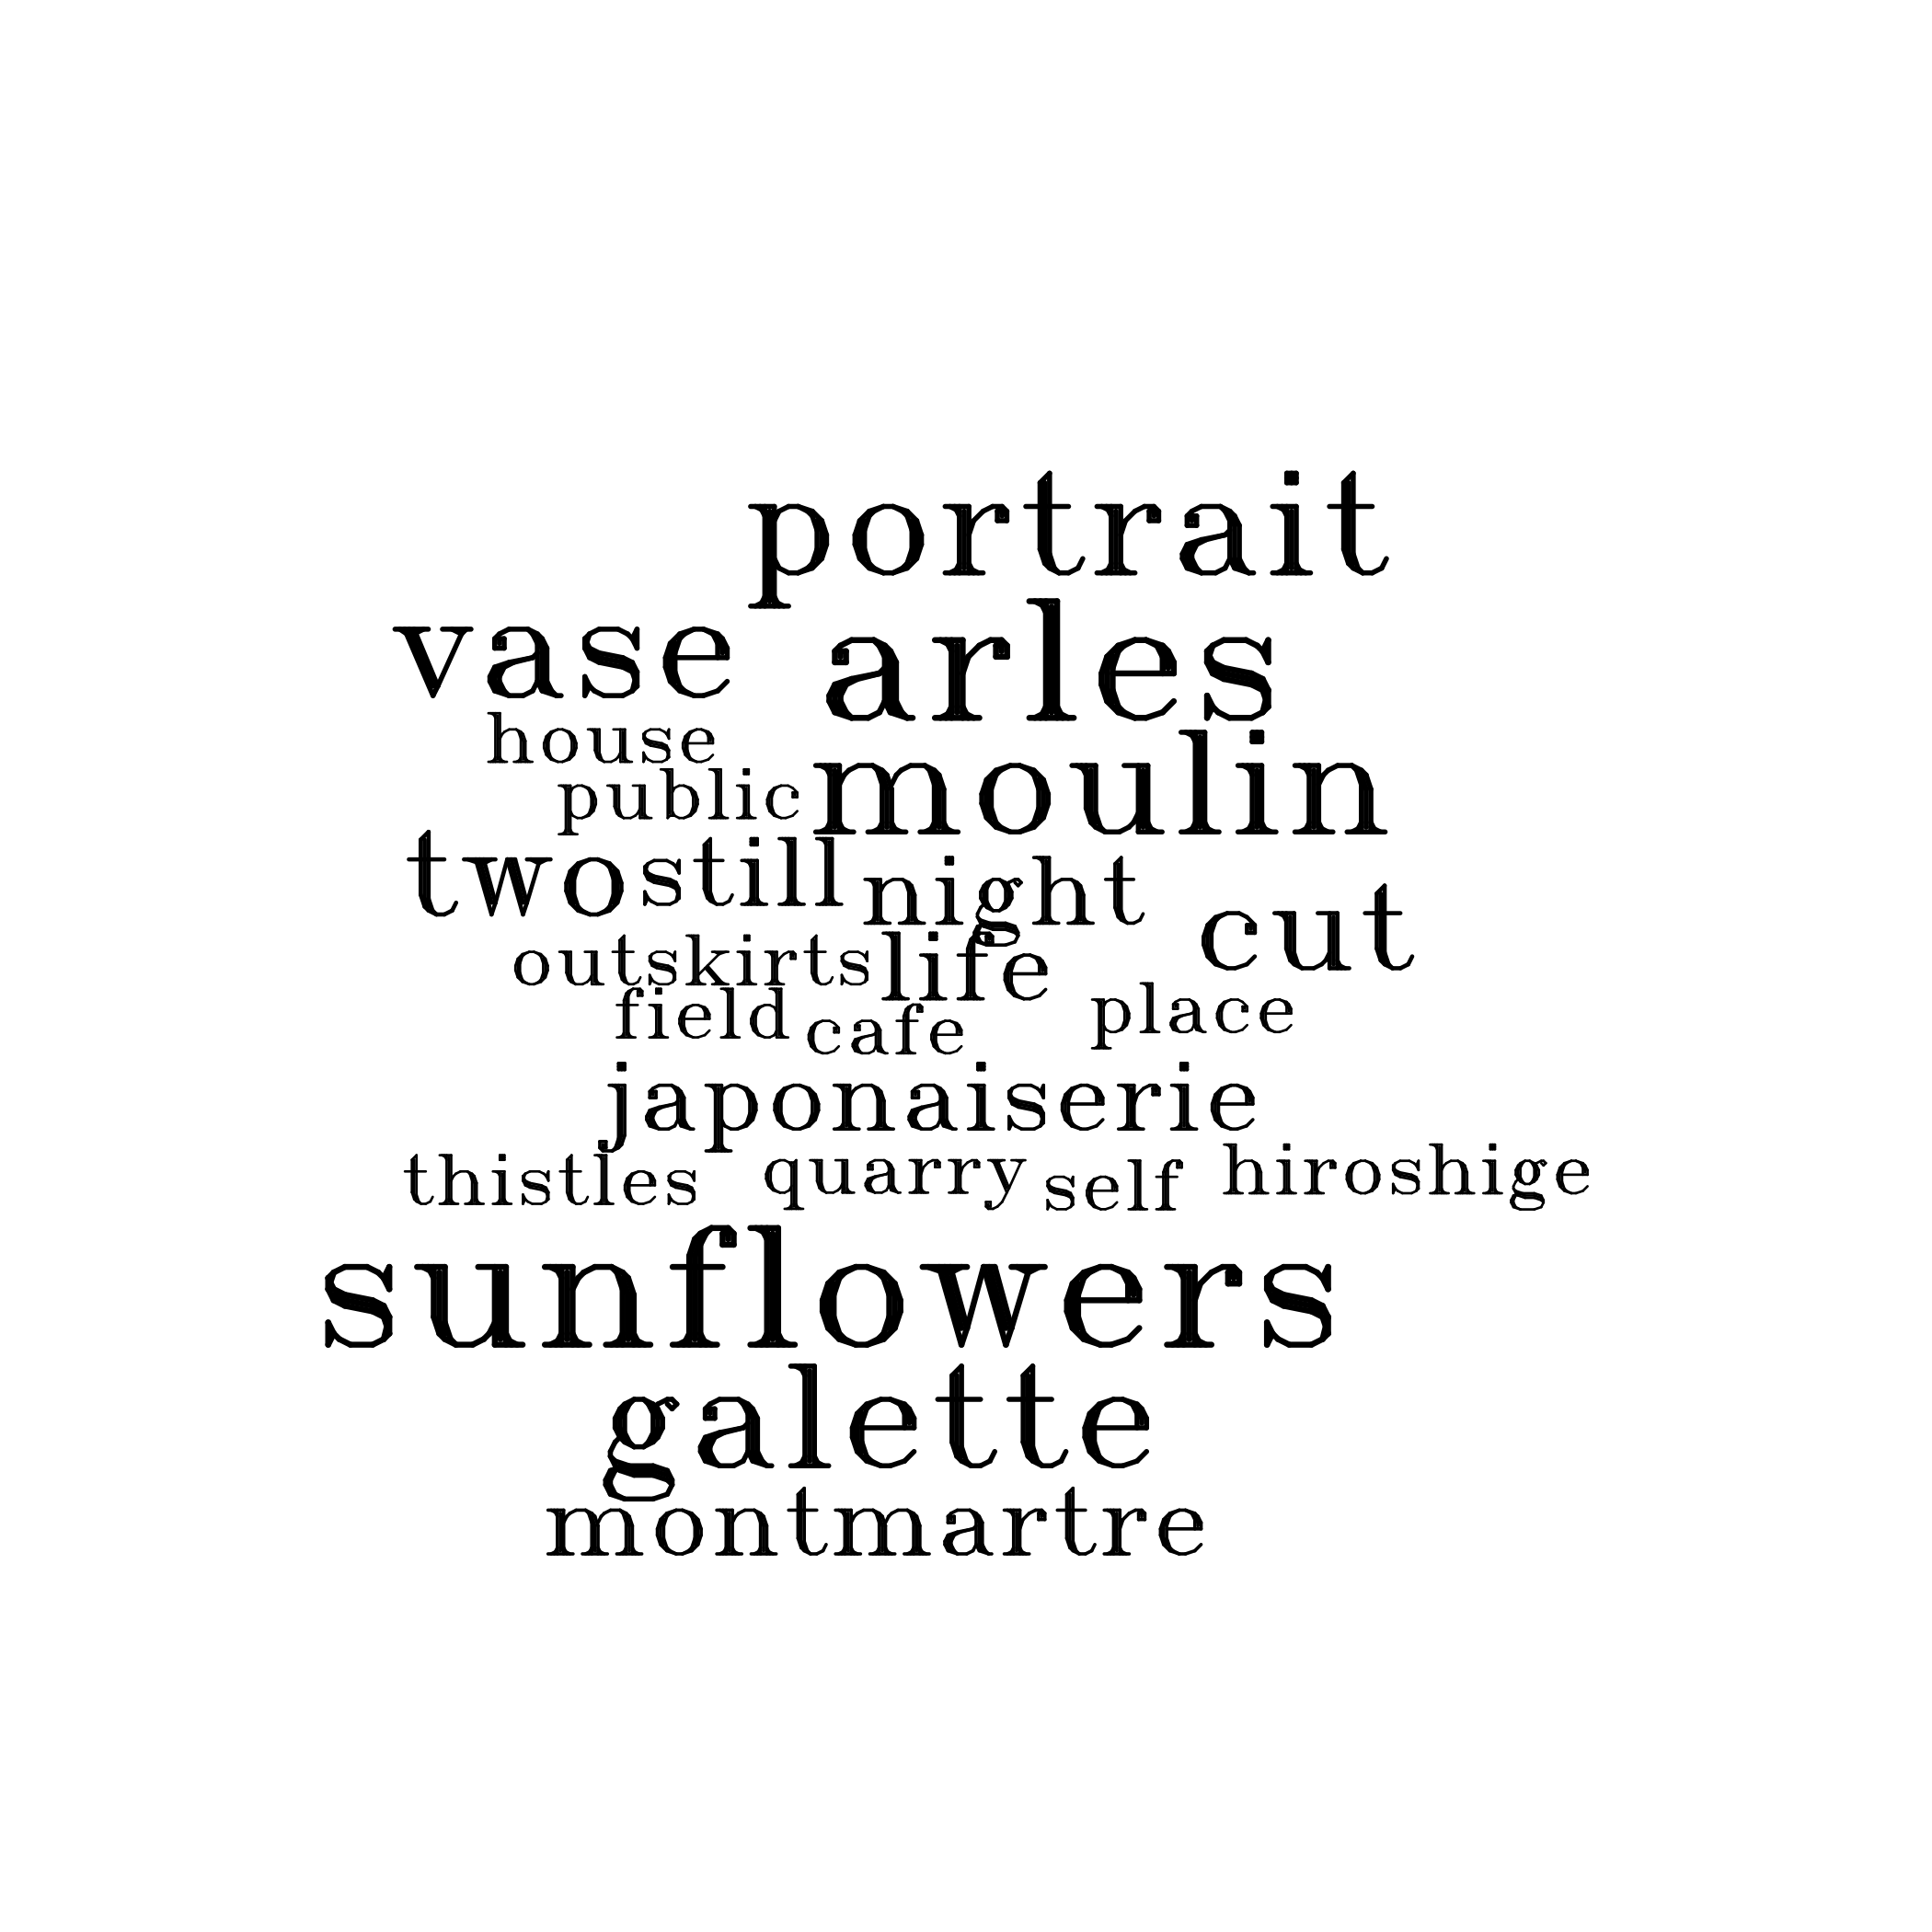 portrait
vase arles
house
public moulin
two still night cut
outskirts life
field cafe place
japonaiserie
thistles quarry self hiroshige
sunflowers
galette
montmartre